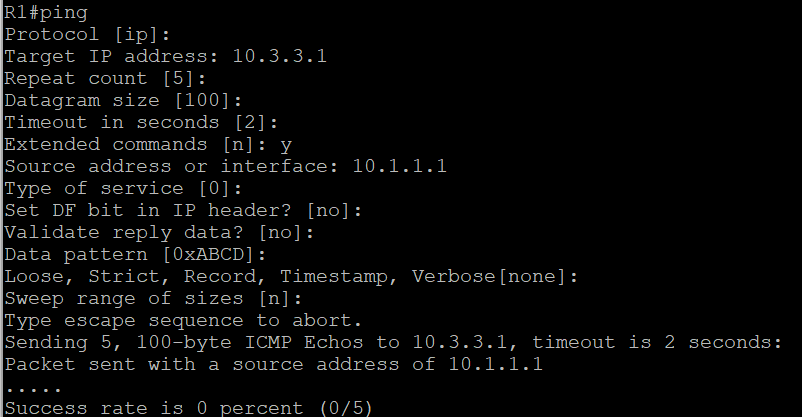 R1#ping
Protocol [ip]:
Target IP address: 10.3.3.1
Repeat count [5]:
Datagram size [100]:
Timeout in seconds [2]:
Extended commands [n]: y
Source address or interface: 10.1.1.1
Type of service [0]:
Set DF bit in IP header? [no]:
Validate reply data? [no]:
Data pattern [0xABCD]:
Loose, Strict, Record, Timestamp, Verbose[none]:
Sweep range of sizes [n]:
Type escape sequence to abort.
Sending 5, 100-byte ICMP Echos to 10.3.3.1, timeout is 2 seconds:
Packet sent with a source address of 10.1.1.1
.....
Success rate is 0 percent (0/5)